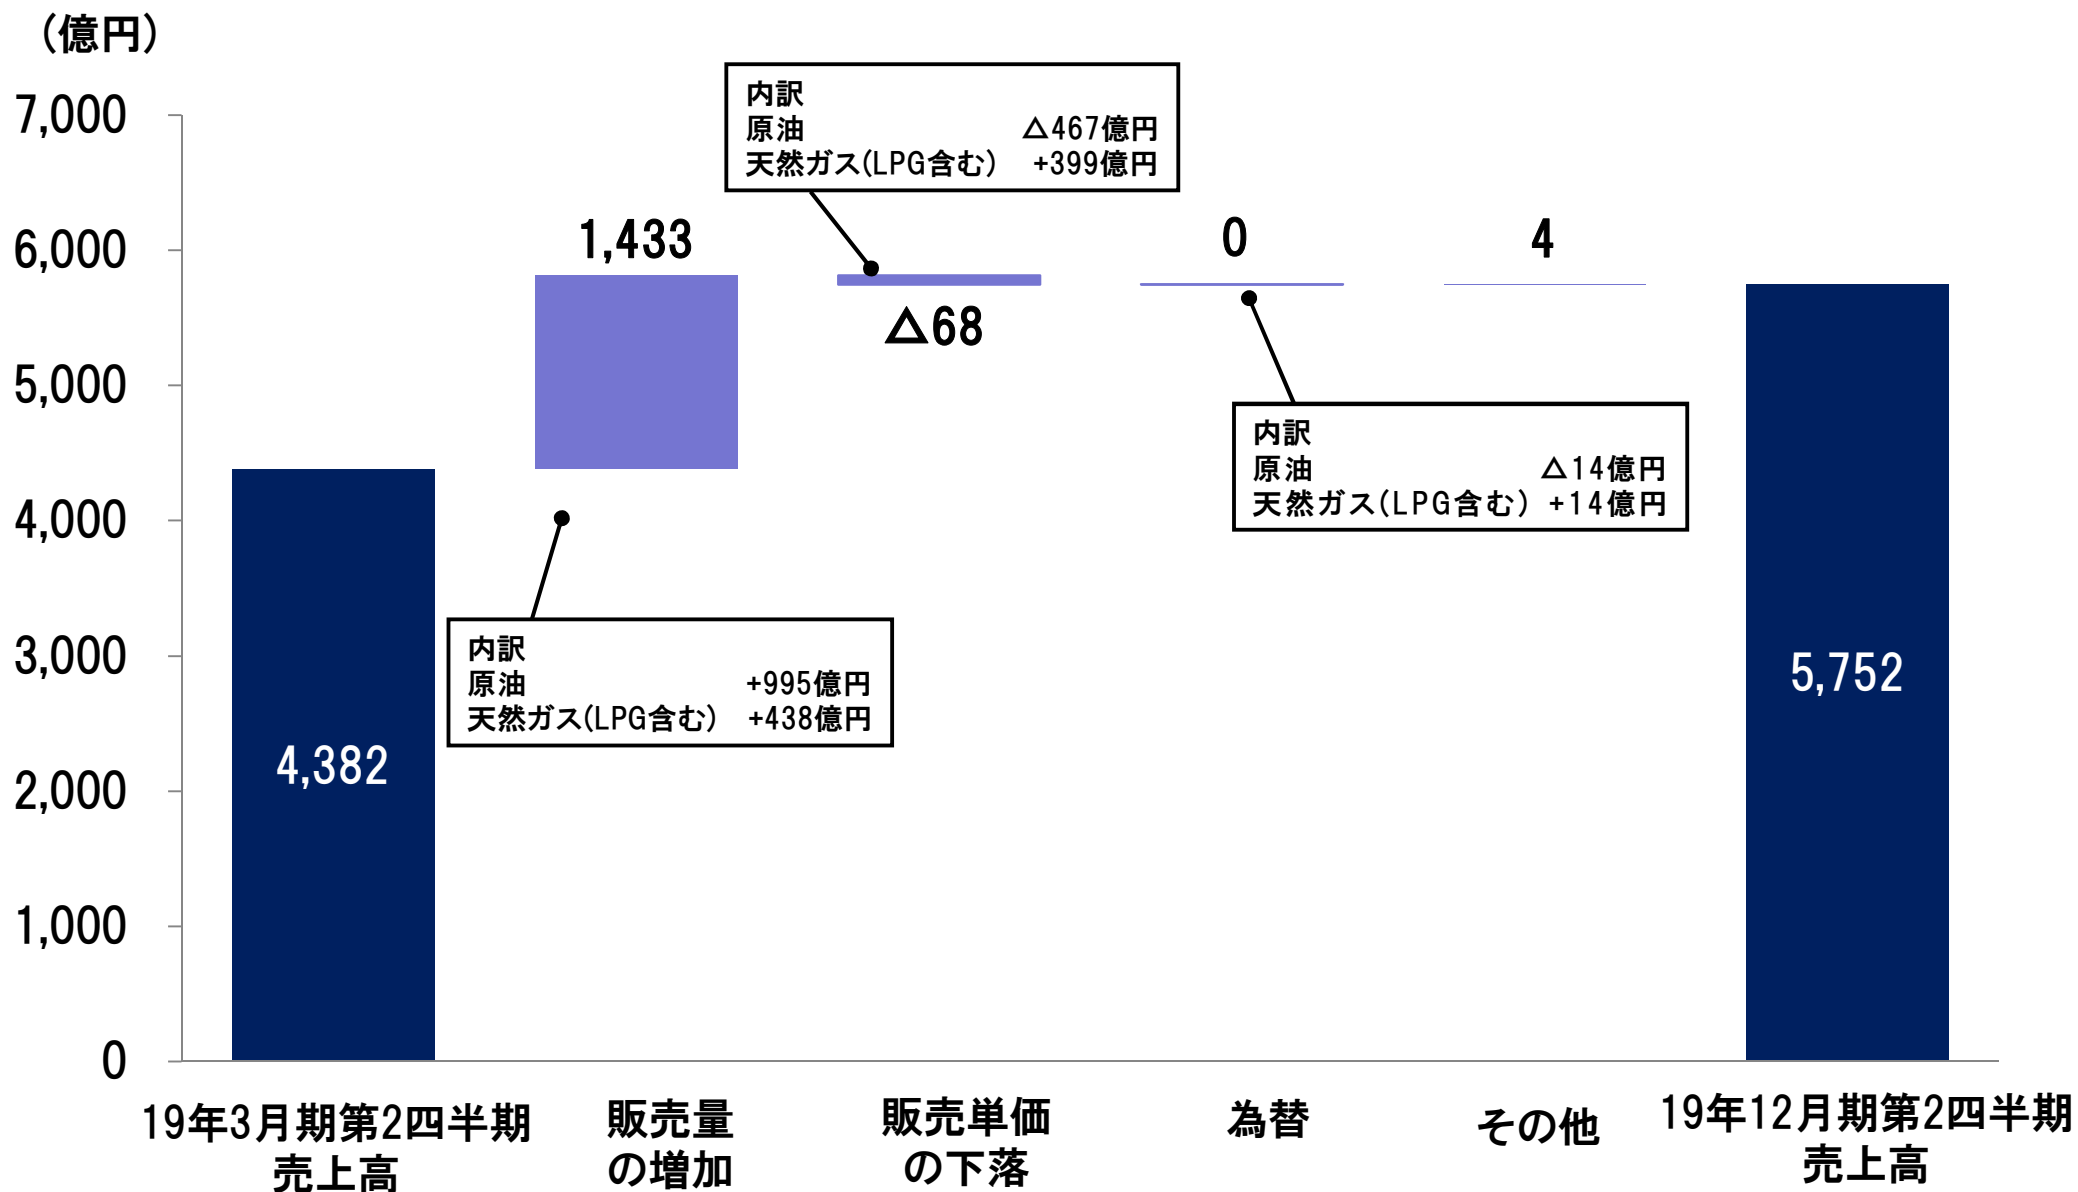 (億円)
7,000
6,000
5,000
4,000
3,000
2,000
1,000
0
内訳
原油 △467億円
天然ガス(LPG含む) +399億円
1,433
△68
0
4
内訳
原油 △14億円
天然ガス(LPG含む) +14億円
内訳
原油 +995億円
天然ガス(LPG含む) +438億円
4,382
5,752
19年3月期第2四半期
売上高
販売量
の増加
販売単価
の下落
為替
その他
19年12月期第2四半期
売上高